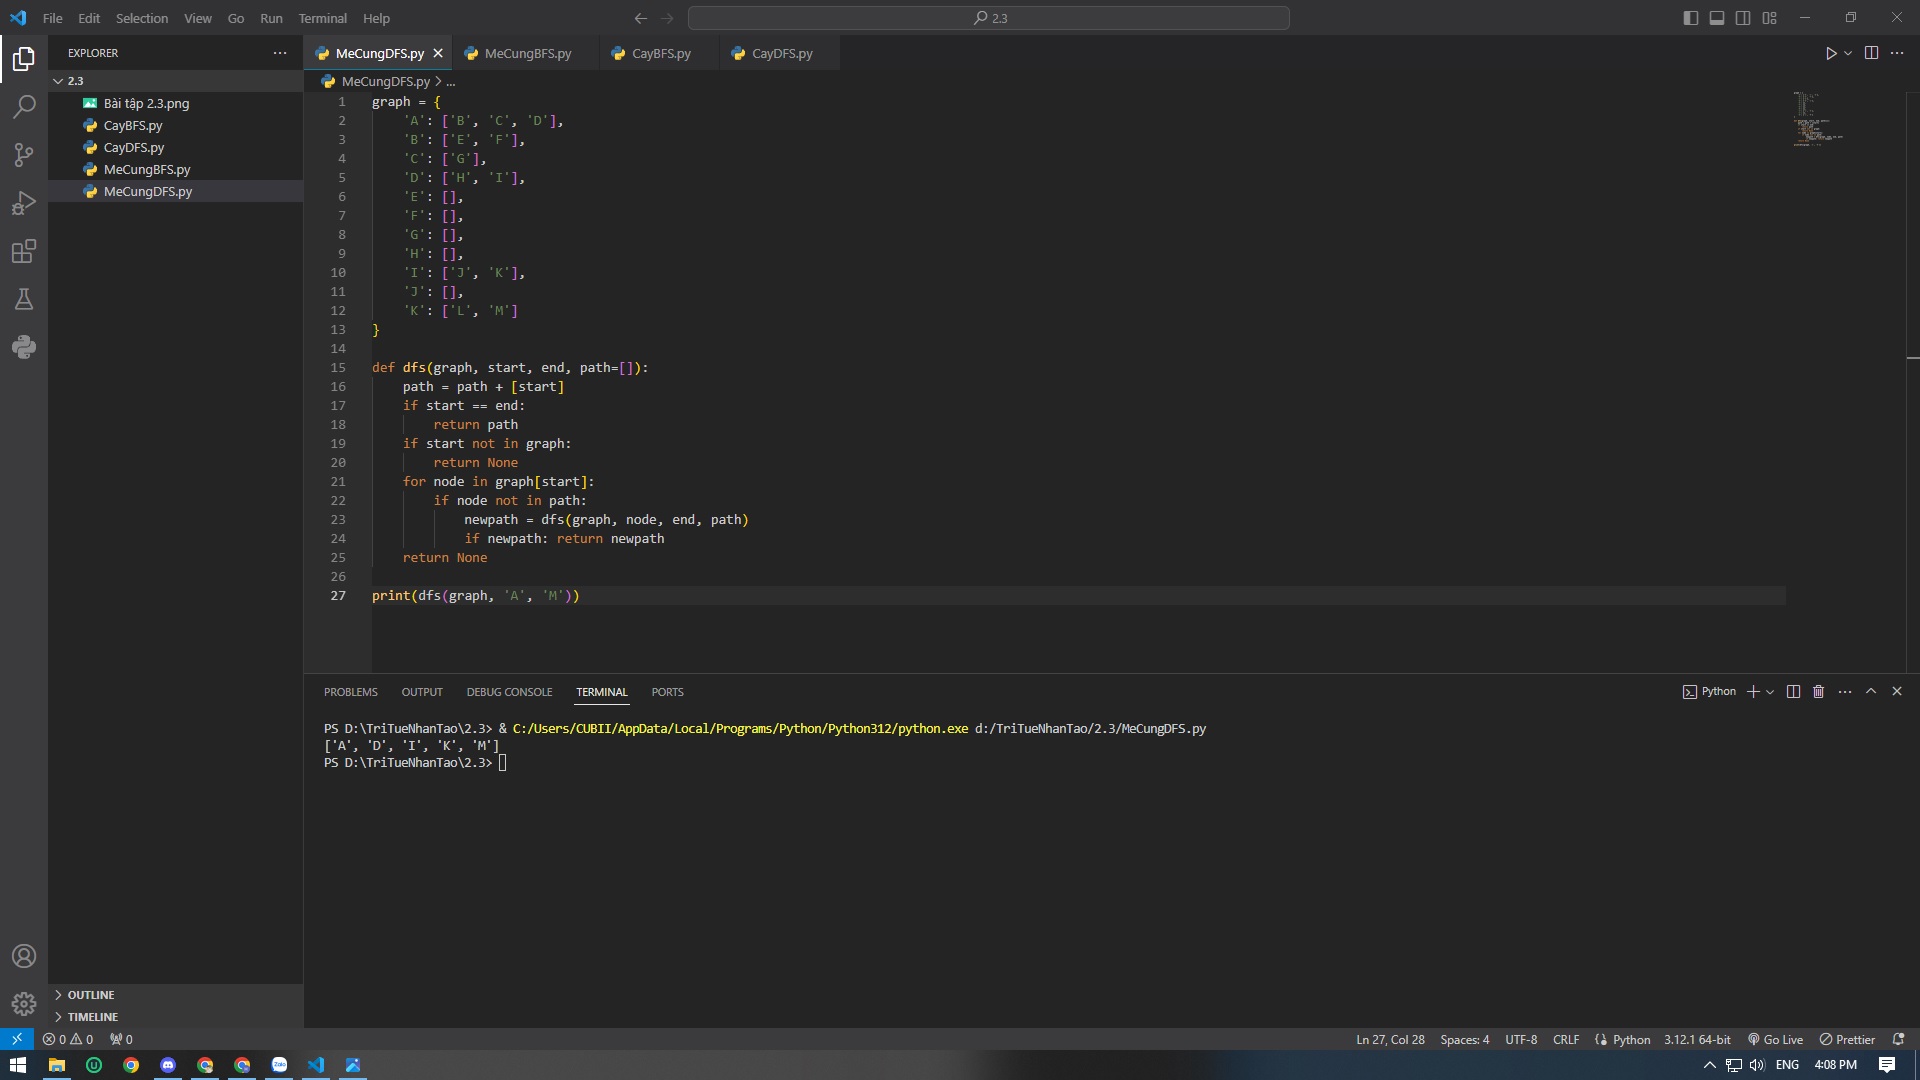 File Edit Selection View Go Run Terminal Help
2.3
EXPLORER
2.3
Bài tập 2.3.png
CayBFS.py
CayDFS.py
MeCungBFS.py
MeCungDFS.py
OUTLINE
TIMELINE
MeCungDFS.py MeCungBFS.py CayBFS.py CayDFS.py
MeCungDFS.py > ...
1 graph = {
2 'A': ['B', 'C', 'D'],
3 'B': ['E', 'F'],
4 'C': ['G'],
5 'D': ['H', 'I'],
6 'E': [],
7 'F': [],
8 'G': [],
9 'H': [],
10 'I': ['J', 'K'],
11 'J': [],
12 'K': ['L', 'M']
13 }
14
15 def dfs(graph, start, end, path=[]):
16 path = path + [start]
17 if start == end:
18 return path
19 if start not in graph:
20 return None
21 for node in graph[start]:
22 if node not in path:
23 newpath = dfs(graph, node, end, path)
24 if newpath: return newpath
25 return None
26
27 print(dfs(graph, 'A', 'M'))
PROBLEMS OUTPUT DEBUG CONSOLE TERMINAL PORTS
Python
PS D:\TriTueNhanTao\2.3> & C:/Users/CUBII/AppData/Local/Programs/Python/Python312/python.exe d:/TriTueNhanTao/2.3/MeCungDFS.py
['A', 'D', 'I', 'K', 'M']
PS D:\TriTueNhanTao\2.3>
0 0 0 Ln 27, Col 28 Spaces: 4 UTF-8 CRLF Python 3.12.1 64-bit Go Live Prettier
Zalo ENG 4:08 PM